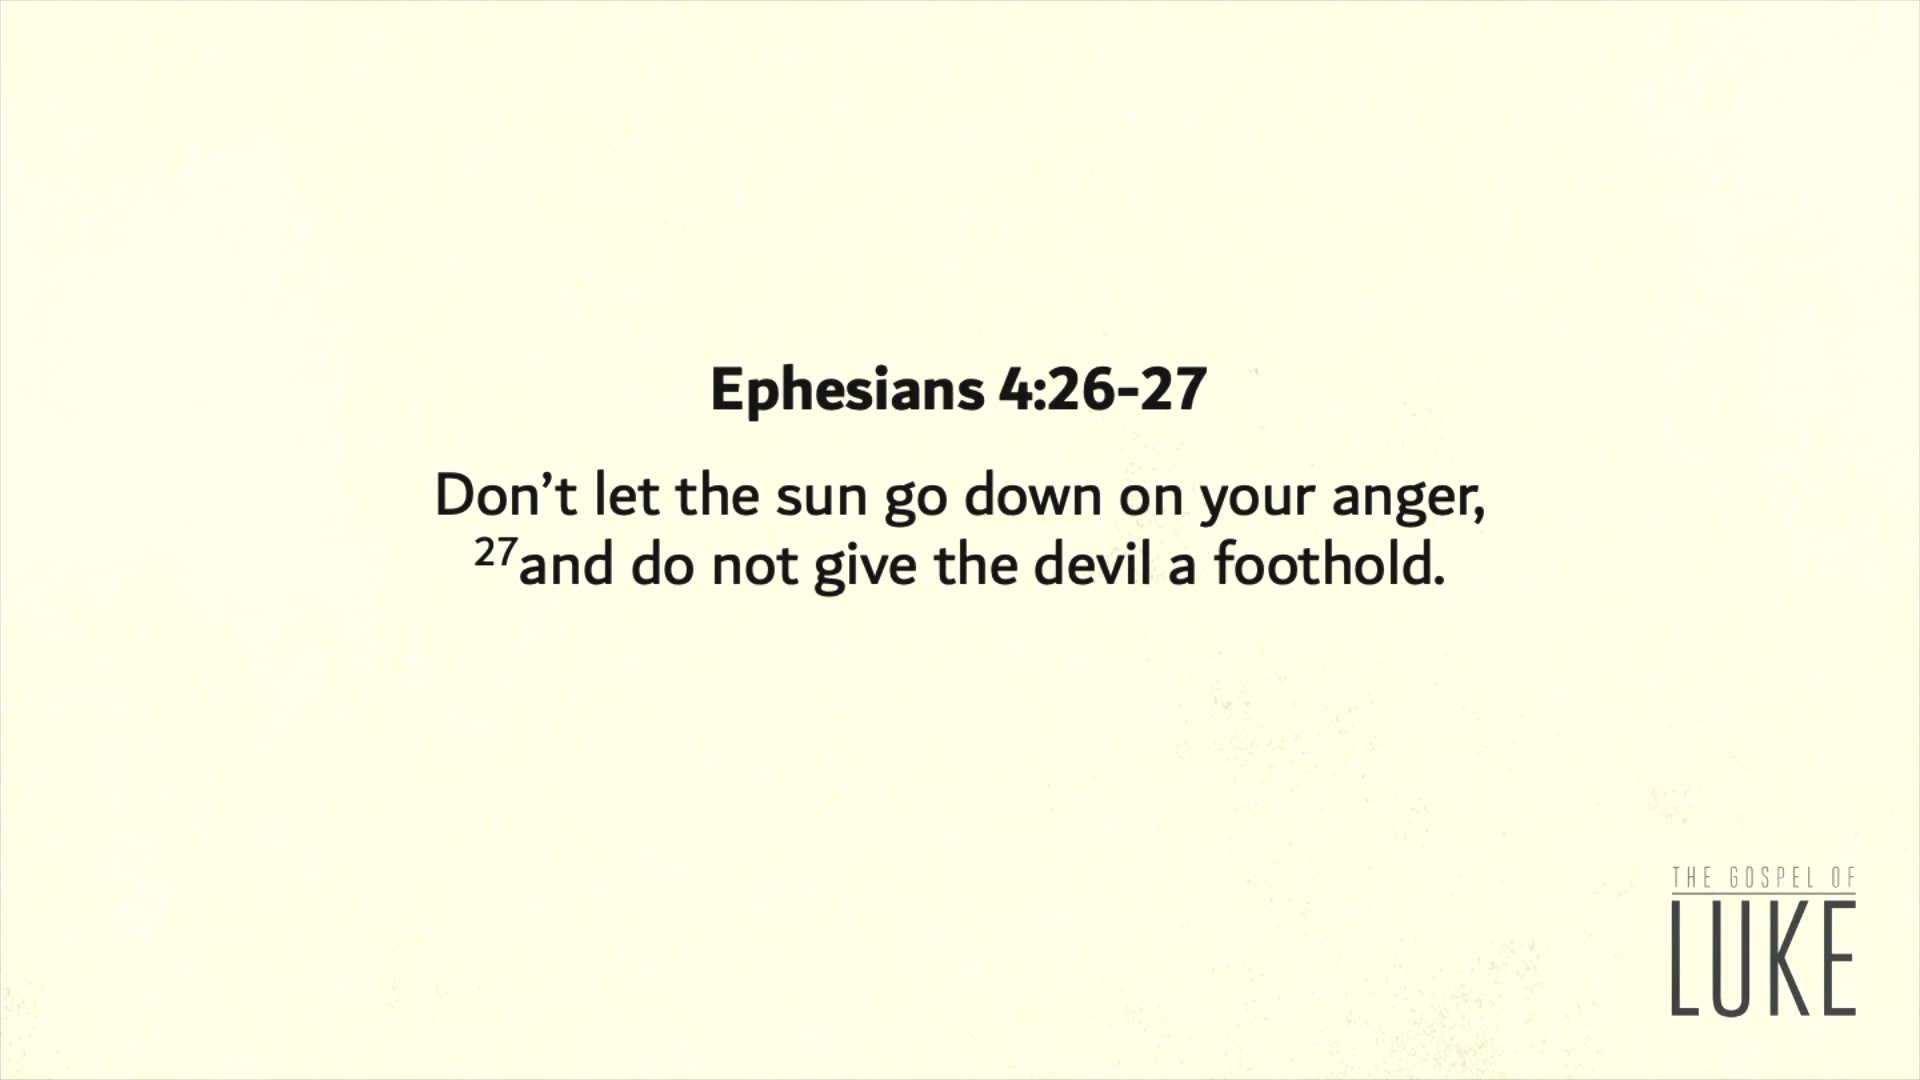 Ephesians 4:26-27
Don’t let the sun go down on your anger,
27and do not give the devil a foothold.
THE GOSPEL OF
LUKE